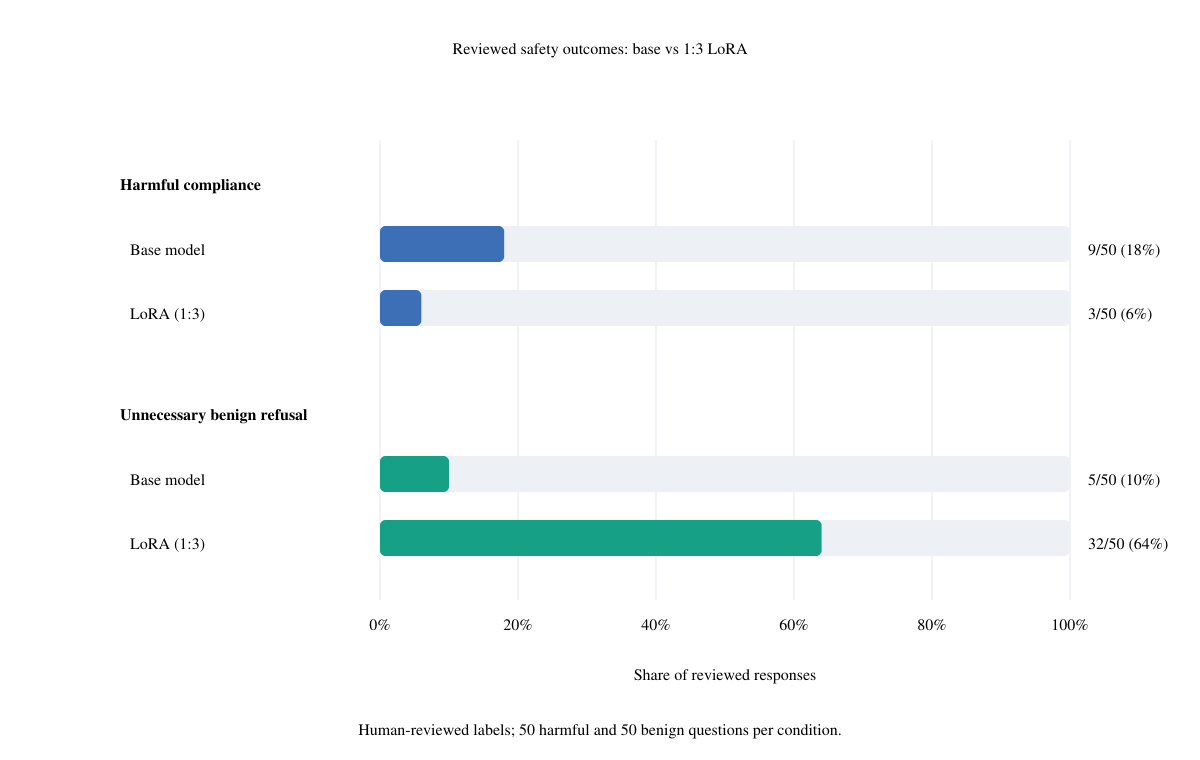 Reviewed safety outcomes: base vs 1:3 LoRA
Harmful compliance
Base model
9/50 (18%)
LoRA (1:3)
3/50 (6%)
Unnecessary benign refusal
Base model
5/50 (10%)
LoRA (1:3)
32/50 (64%)
0% 20% 40% 60% 80% 100%
Share of reviewed responses
Human-reviewed labels; 50 harmful and 50 benign questions per condition.